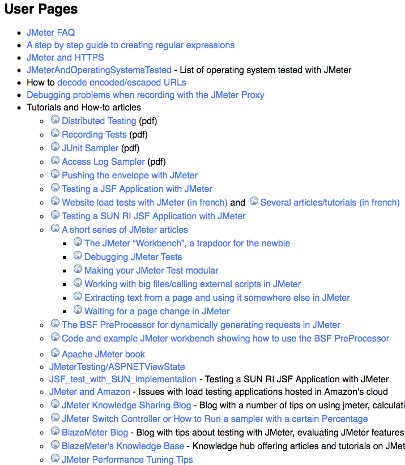 User Pages
JMeter FAQ
A step by step guide to creating regular expressions
JMeter and HTTPS
JMeterAndOperatingSystemsTested - List of operating system tested with JMeter
How to decode encoded/escaped URLs
Debugging problems when recording with the JMeter Proxy
Tutorials and How-to articles
Distributed Testing (pdf)
Recording Tests (pdf)
JUnit Sampler (pdf)
Access Log Sampler (pdf)
Pushing the envelope with JMeter
Testing a JSF Application with JMeter
Website load tests with JMeter (in french) and Several articles/tutorials (in french)
Testing a SUN RI JSF Application with JMeter
A short series of JMeter articles
The JMeter "Workbench", a trapdoor for the newbie
Debugging JMeter Tests
Making your JMeter Test modular
Working with big files/calling external scripts in JMeter
Extracting text from a page and using it somewhere else in JMeter
Waiting for a page change in JMeter
The BSF PreProcessor for dynamically generating requests in JMeter
Code and example JMeter workbench showing how to use the BSF PreProcessor
Apache JMeter book
JMeterTesting/ASPNETViewState
JSF_test_with_SUN_implementation - Testing a SUN RI JSF Application with JMeter
JMeter and Amazon - Issues with load testing applications hosted in Amazon's cloud
JMeter Knowledge Sharing Blog - Blog with a number of tips on using jmeter, calculati
JMeter Switch Controller or How to Run a sampler with a certain Percentage
BlazeMeter Blog - Blog with tips about testing with JMeter, evaluating JMeter features
BlazeMeter's Knowledge Base - Knowledge hub offering articles and tutorials on JMet
JMeter Performance Tuning Tips